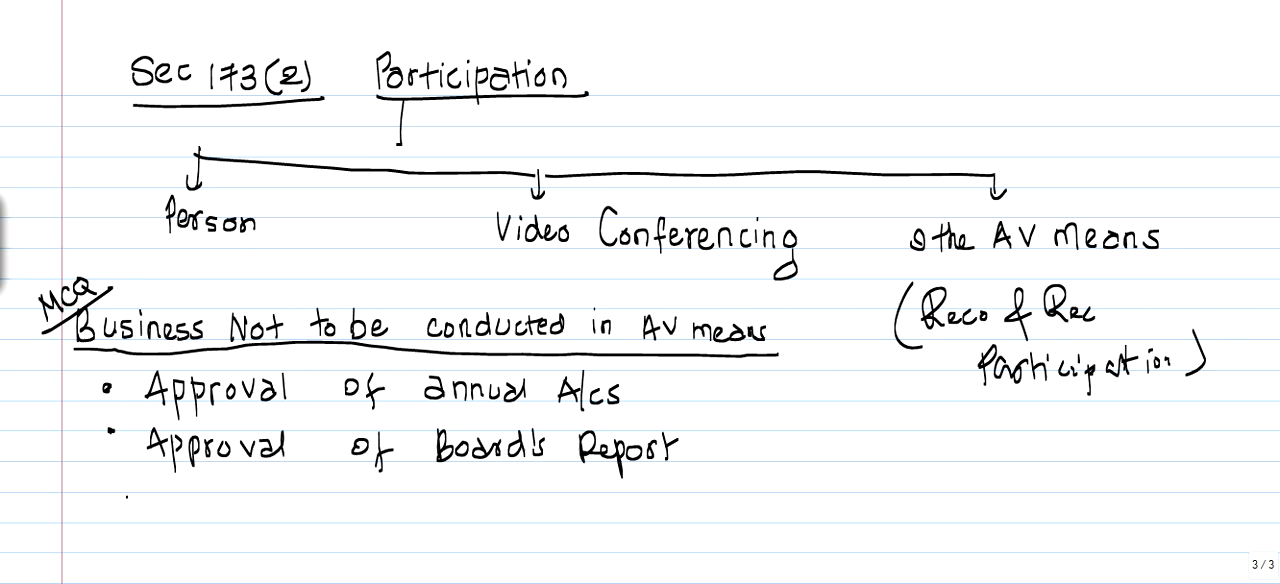 Sec 173(2) Participation
Person
Video Conferencing
othe AV Means
(Reco & Rec
Participation)
MCQ
Business Not to be conducted in AV means
• Approval of annual A/cs
• Approval of Board's Report
3 / 3